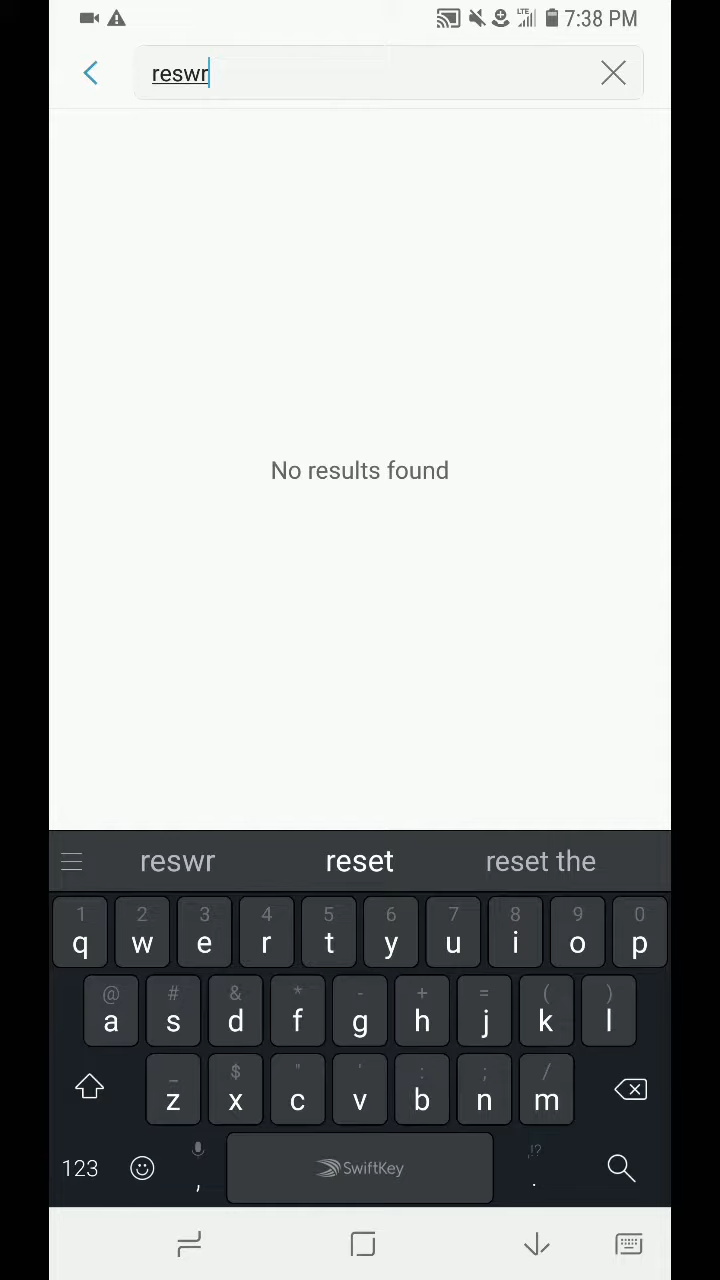 LTE 7:38 PM
reswr
No results found
reswr reset reset the
1 2 3 4 5 6 7 8 9 0
q w e r t y u i o p
@ # & * - + = ( )
a s d f g h j k l
_ $ " ' : ; /
z x c v b n m
123 , SwiftKey ,!? .